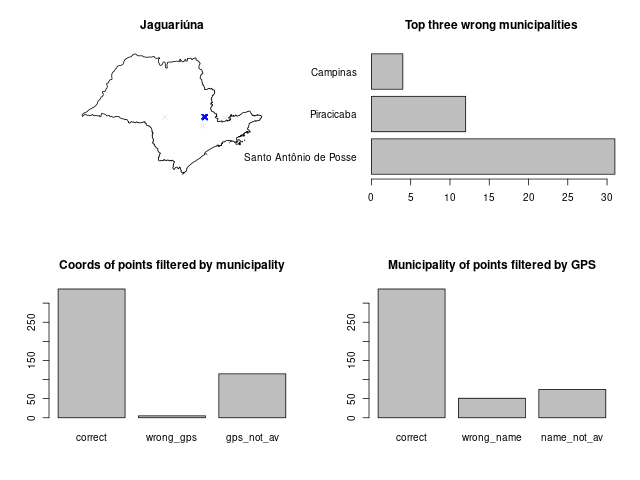 Jaguariúna
Top three wrong municipalities
Campinas
Piracicaba
Santo Antônio de Posse
0 5 10 15 20 25 30
Coords of points filtered by municipality
250
150
50
0
correct wrong_gps gps_not_av
Municipality of points filtered by GPS
250
150
50
0
correct wrong_name name_not_av